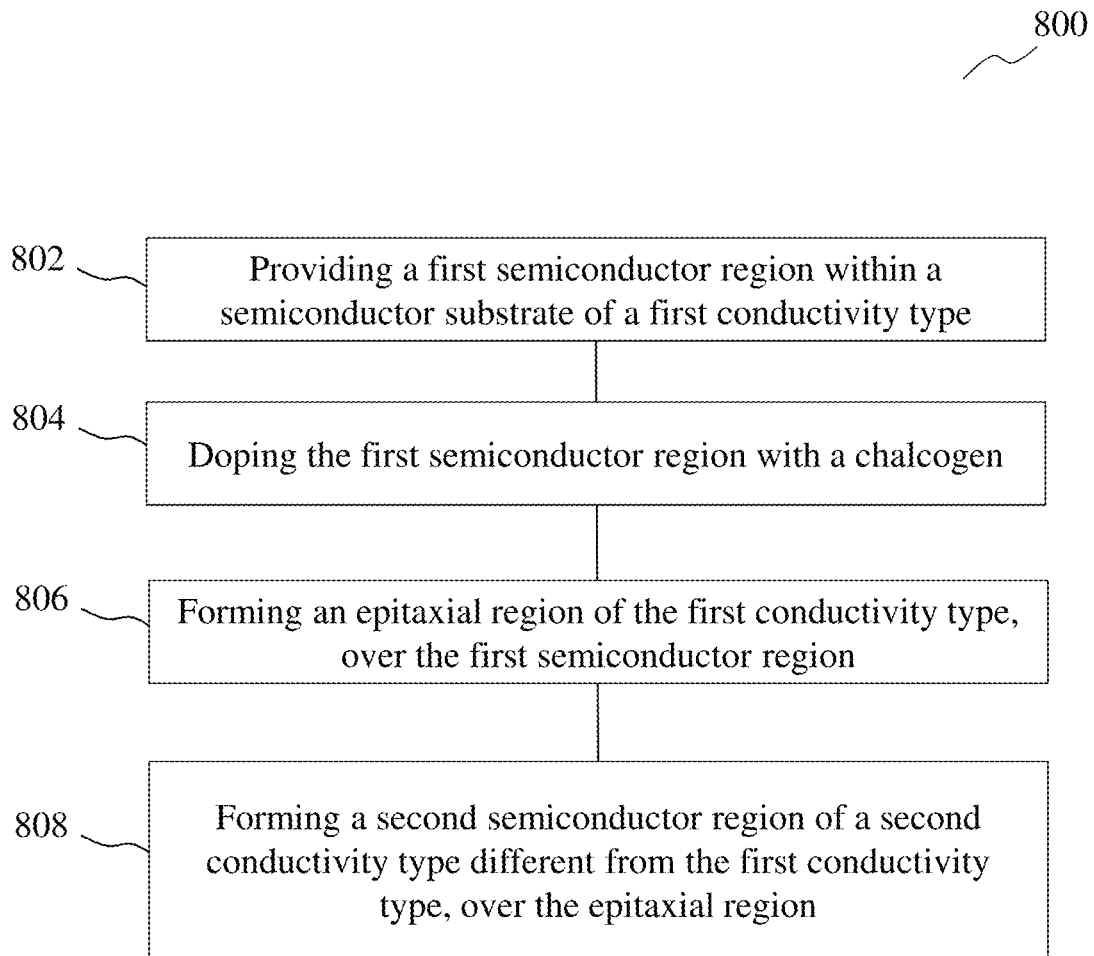 800
802
Providing a first semiconductor region within a
semiconductor substrate of a first conductivity type
804
Doping the first semiconductor region with a chalcogen
806
Forming an epitaxial region of the first conductivity type,
over the first semiconductor region
808
Forming a second semiconductor region of a second
conductivity type different from the first conductivity
type, over the epitaxial region